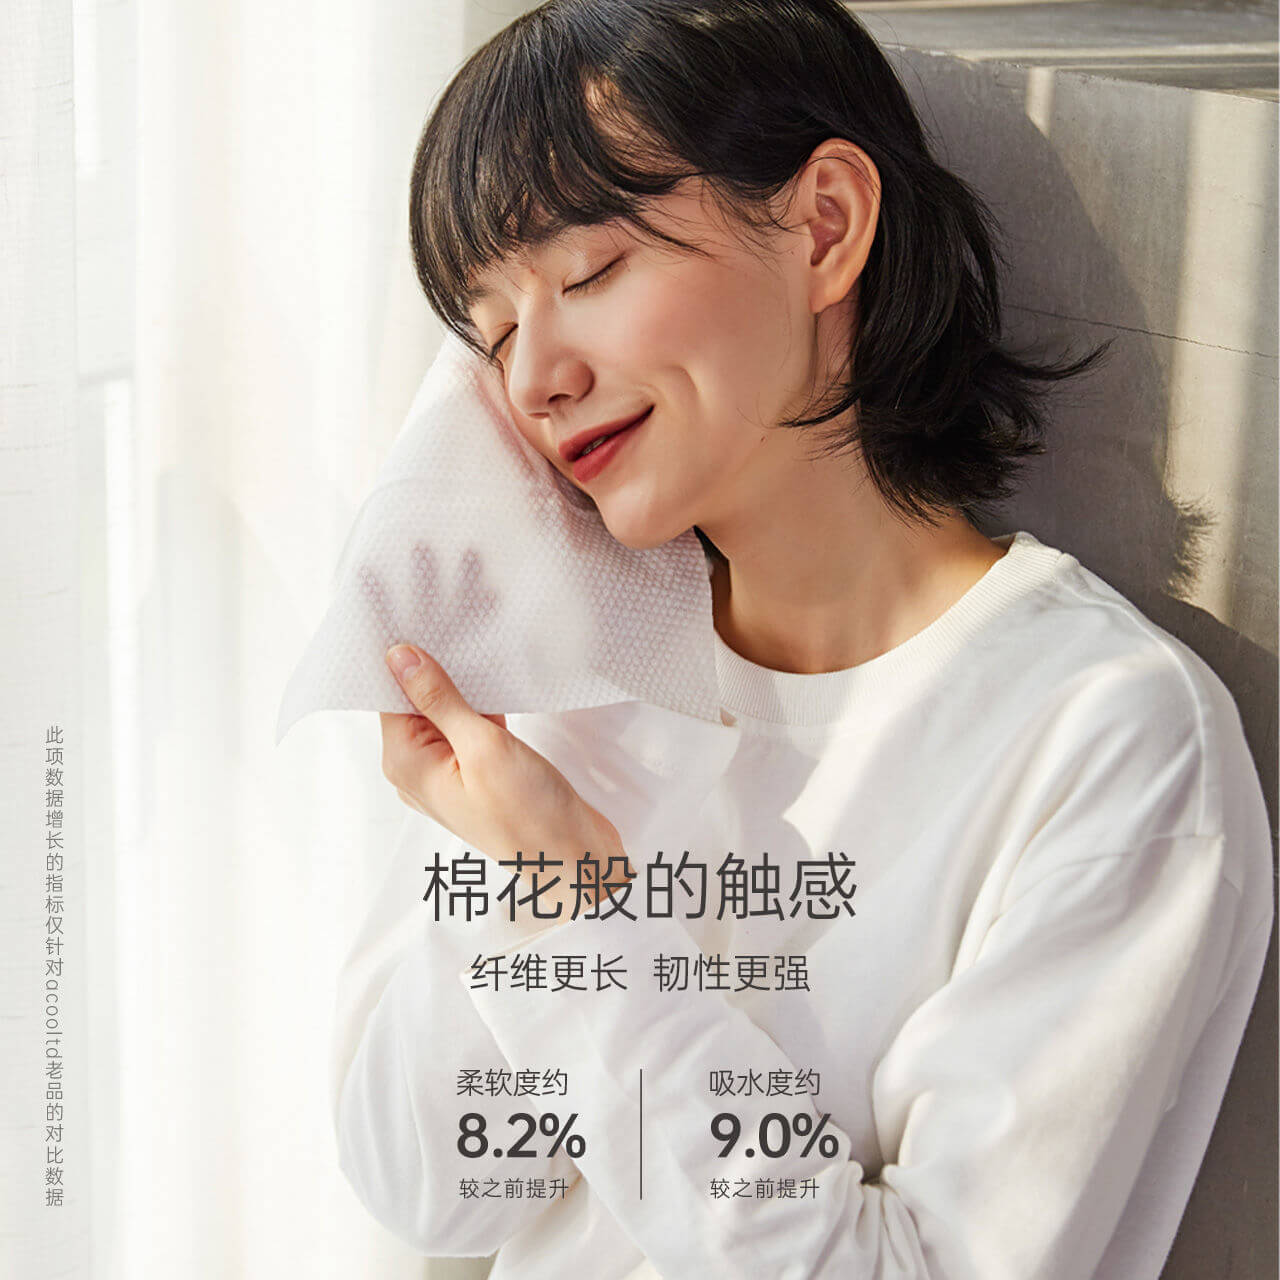 棉花般的触感
纤维更长 韧性更强
柔软度约
8.2%
较之前提升
吸水度约
9.0%
较之前提升
此项数据增长的指标仅针对acooltd老品的对比数据